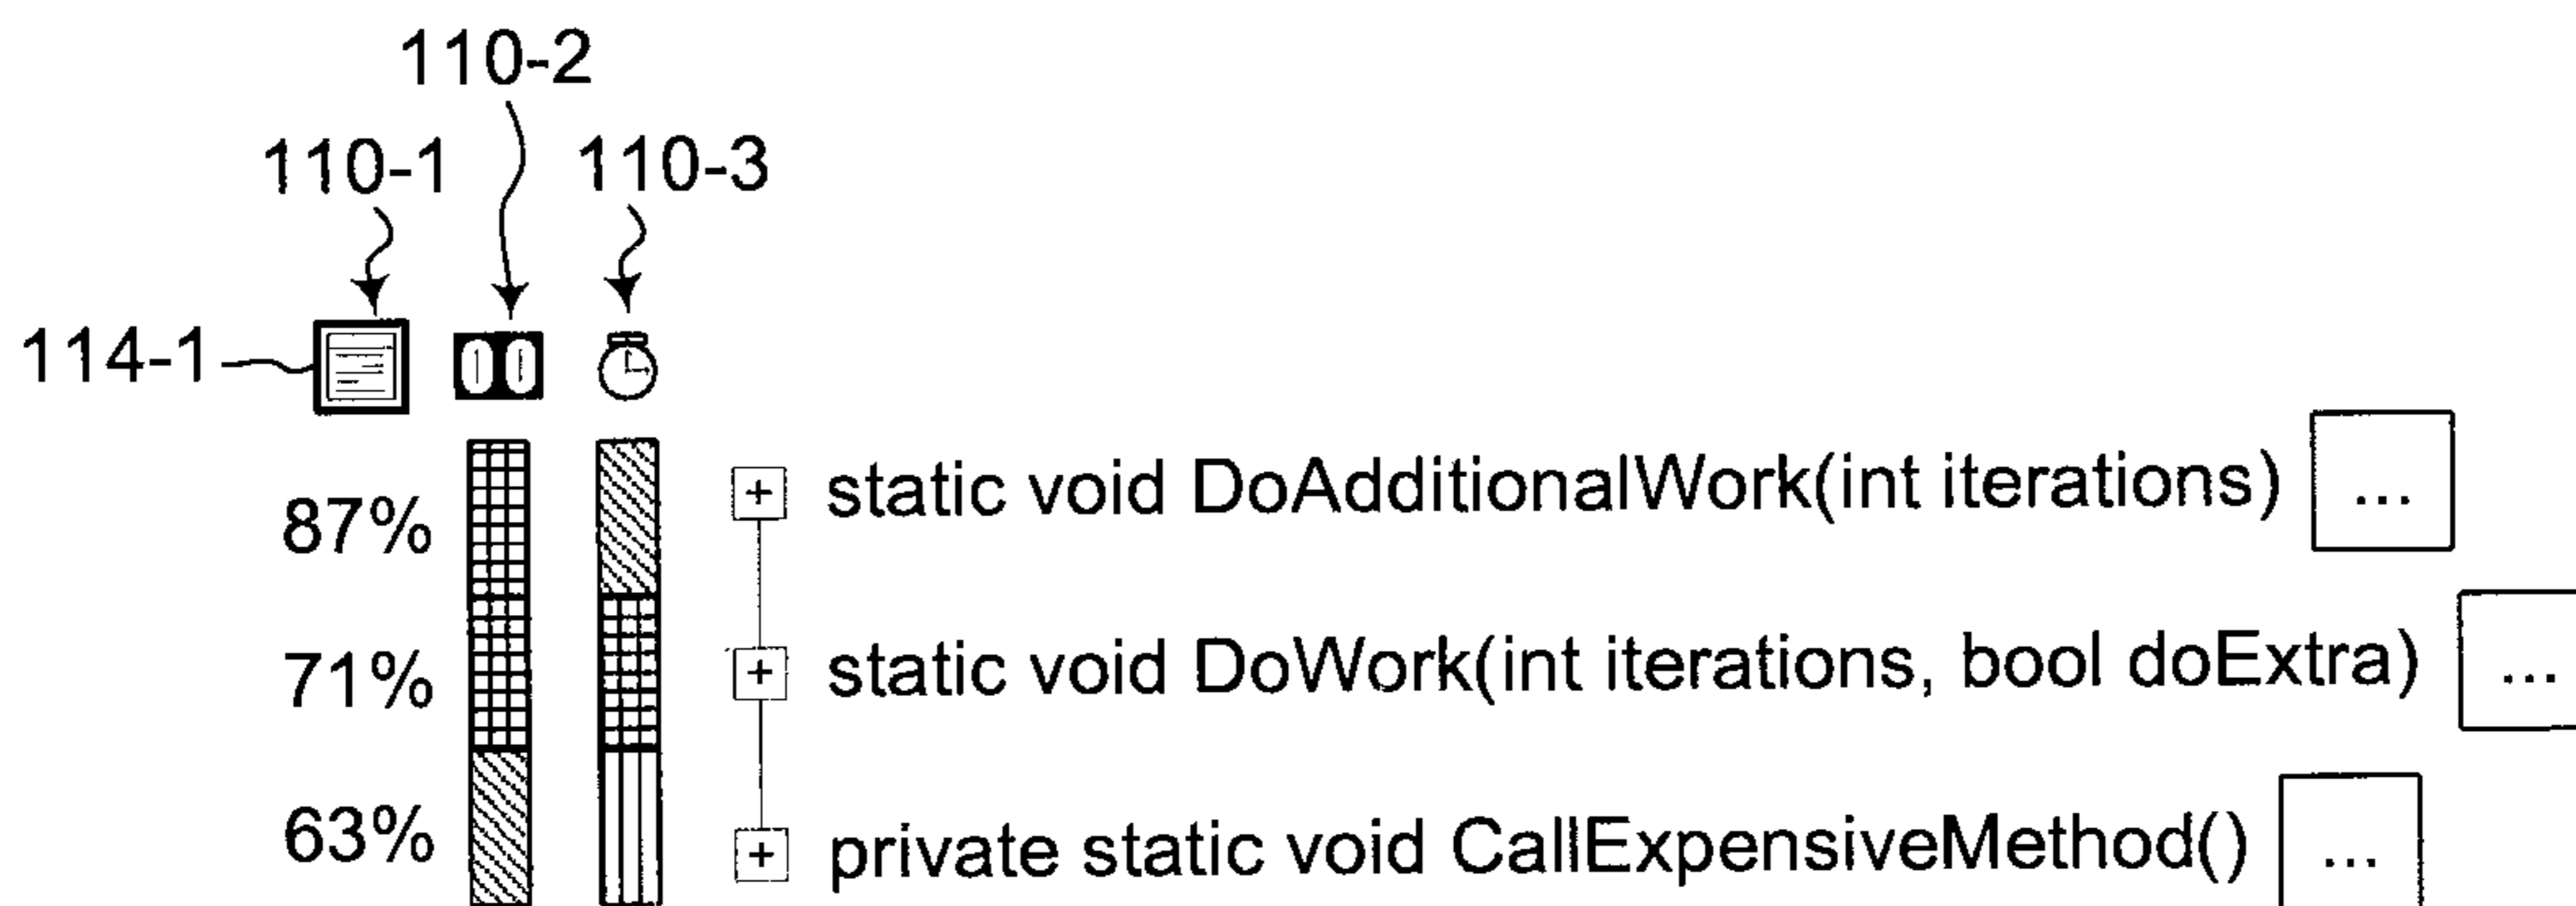 110-2
110-1 110-3
114-1
87% + static void DoAdditionalWork(int iterations) ...
71% + static void DoWork(int iterations, bool doExtra) ...
63% + private static void CallExpensiveMethod() ...